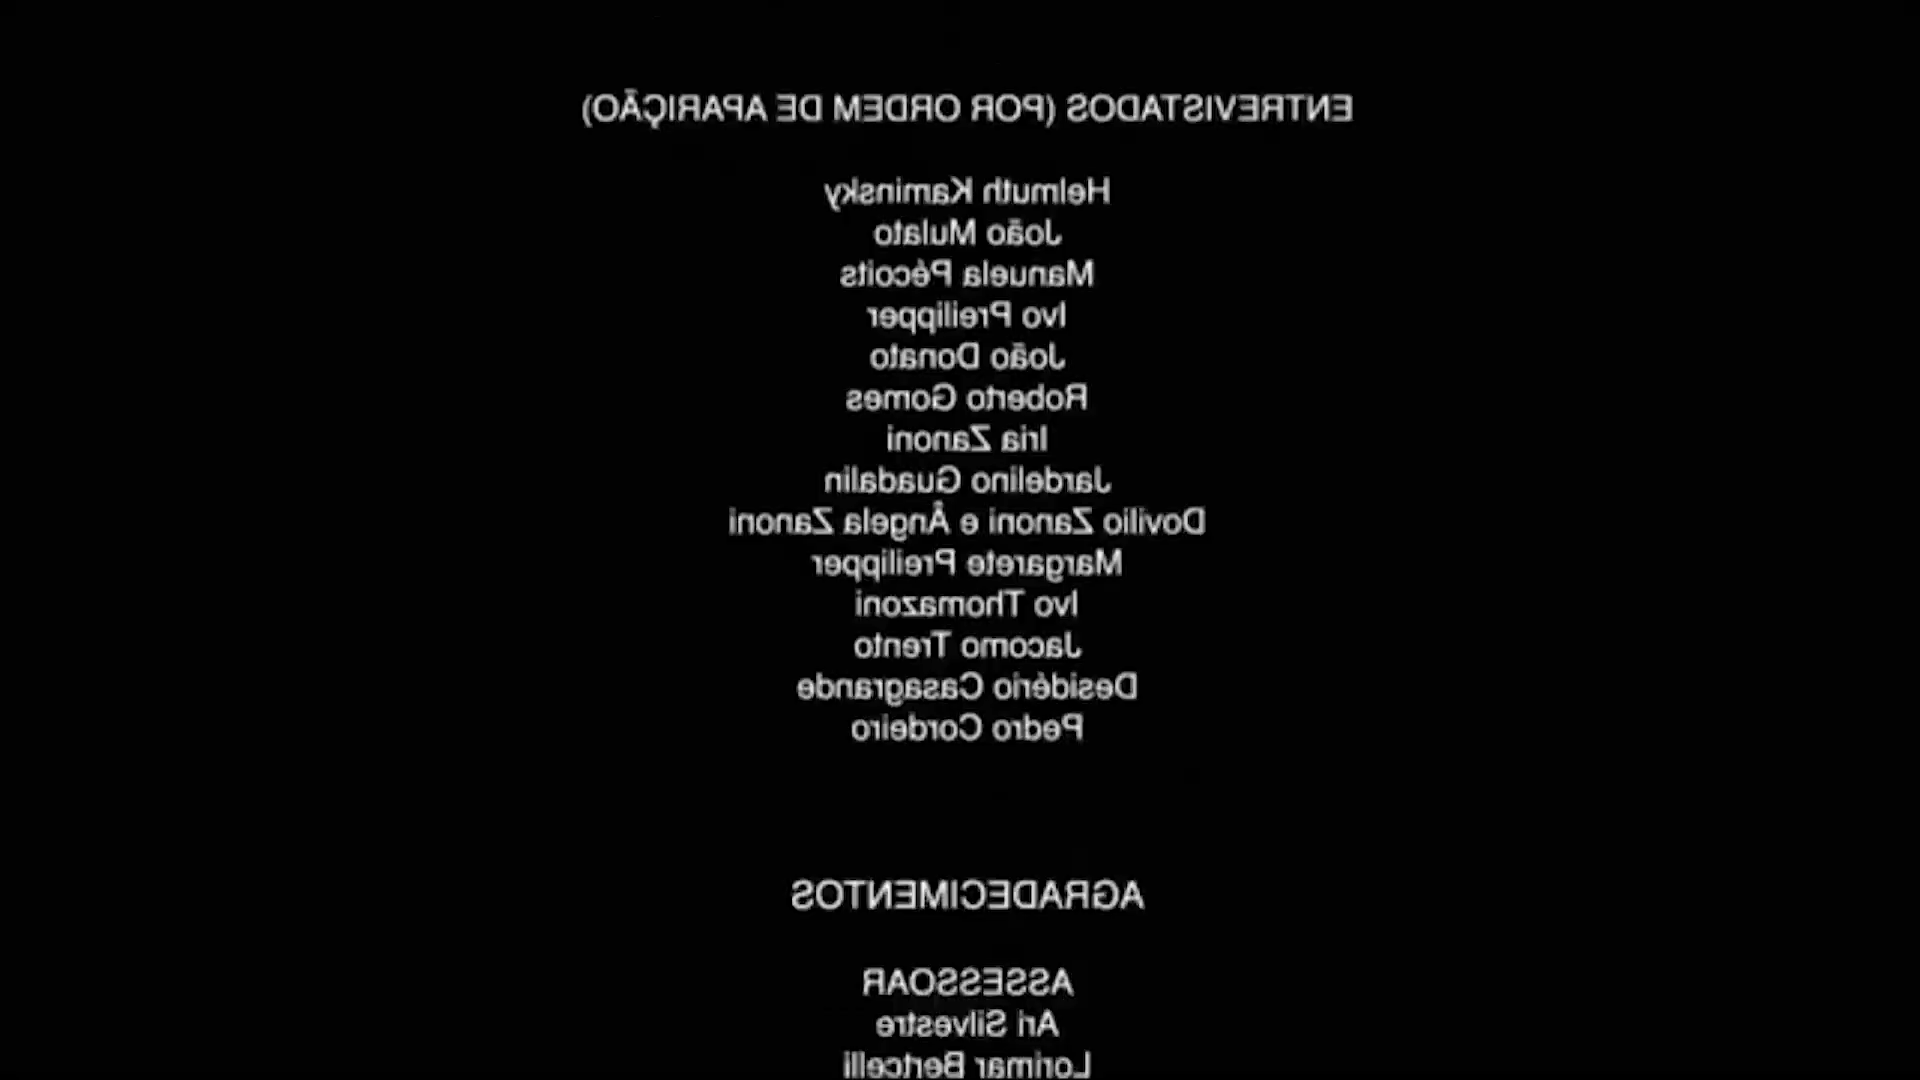 ENTREVISTADOS (POR ORDEM DE APARIÇÃO)
Helmuth Kaminsky
João Mulato
Manuela Pécoits
Ivo Preilipper
João Donato
Roberto Gomes
Iria Zanoni
Jardelino Guadalin
Dovilio Zanoni e Ângela Zanoni
Margarete Preilipper
Ivo Thomazoni
Jacomo Trento
Desidério Casagrande
Pedro Cordeiro
AGRADECIMENTOS
ASSESSOAR
Ari Silvestre
Lorimar Bertcelli